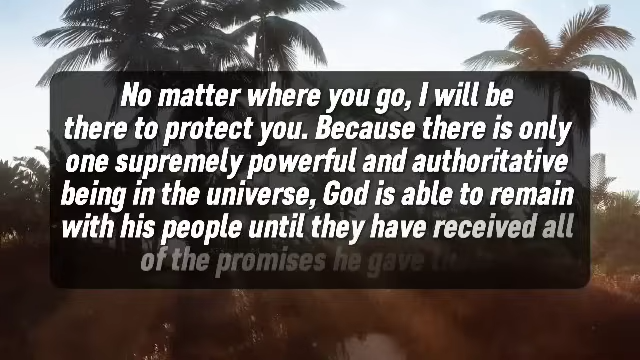 No matter where you go, I will be
there to protect you. Because there is only
one supremely powerful and authoritative
being in the universe, God is able to remain
with his people until they have received all
of the promises he gave